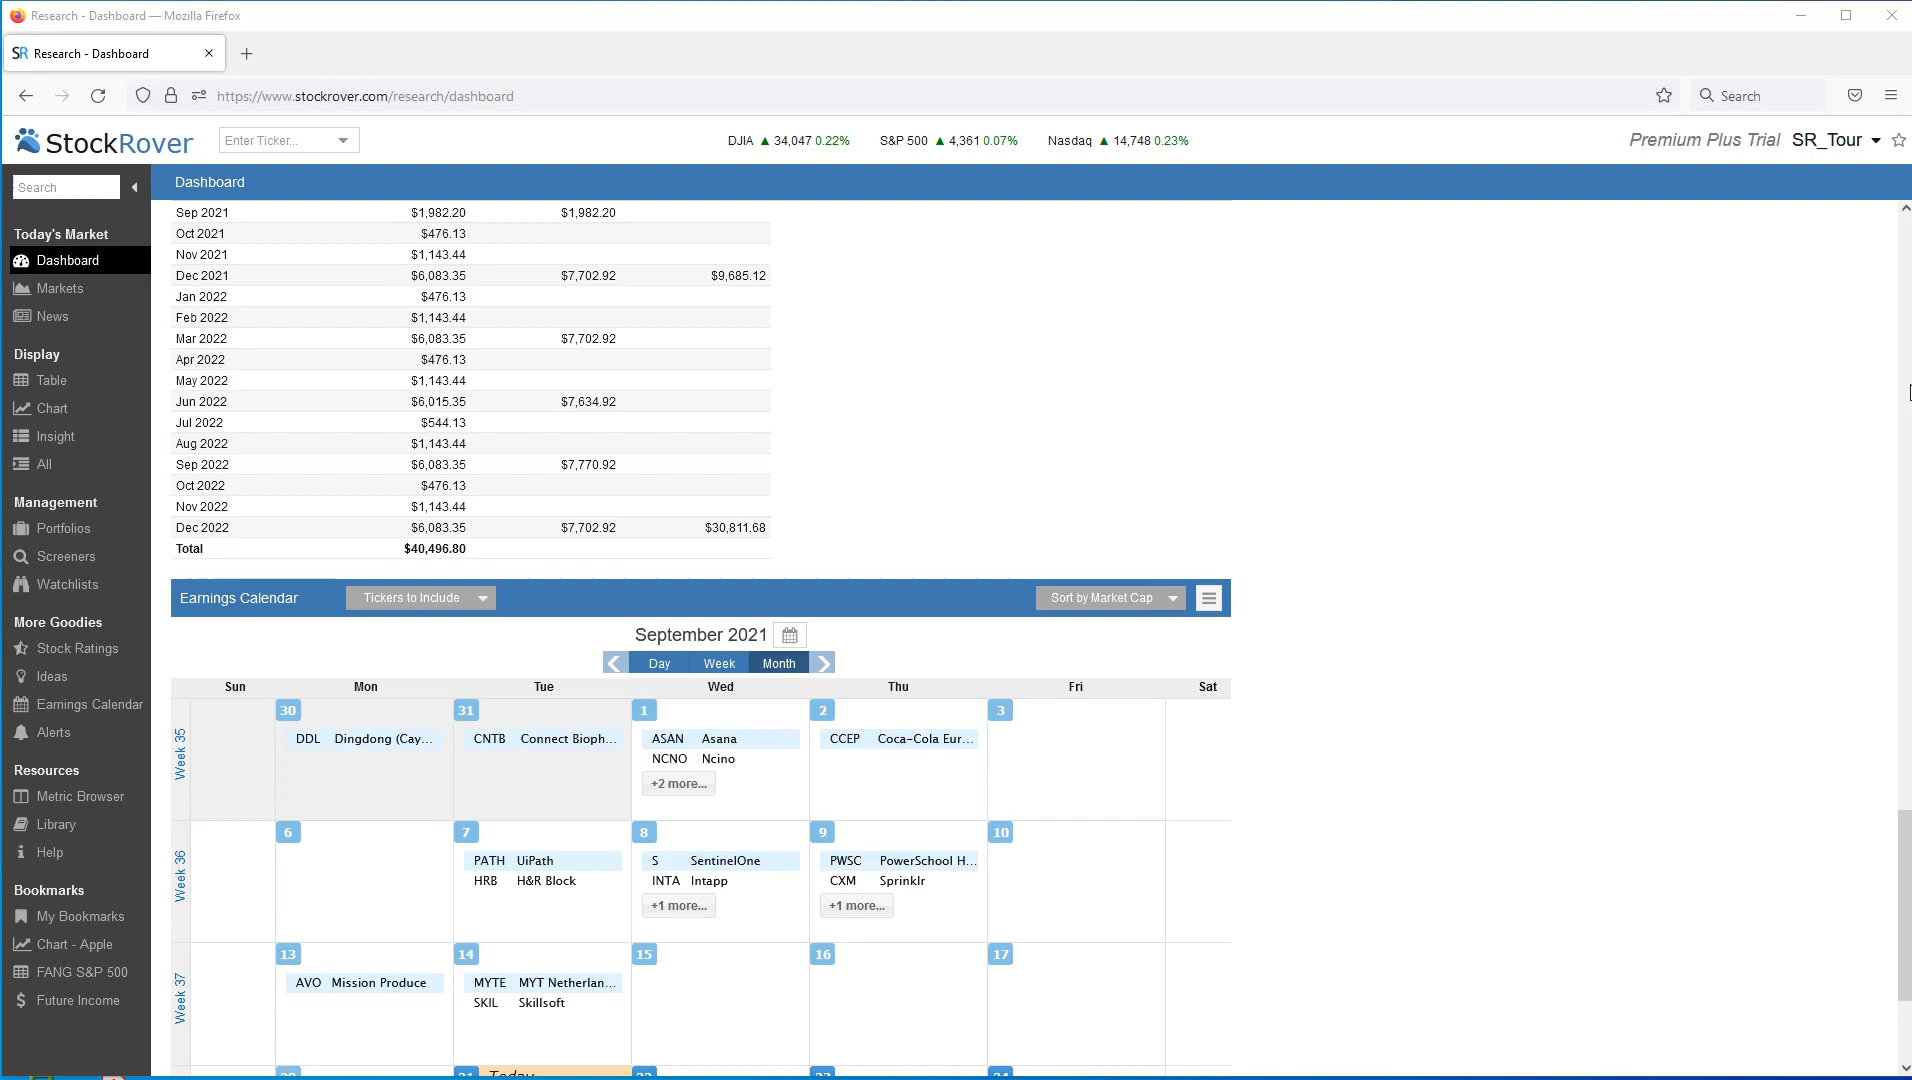 Research - Dashboard — Mozilla Firefox
SR Research - Dashboard
https://www.stockrover.com/research/dashboard
Search
StockRover
Enter Ticker...
DJIA ▲ 34,047 0.22% S&P 500 ▲ 4,361 0.07% Nasdaq ▲ 14,748 0.23%
Premium Plus Trial SR_Tour
Search
Dashboard
Today's Market
Dashboard
Markets
News
Display
Table
Chart
Insight
All
Management
Portfolios
Screeners
Watchlists
More Goodies
Stock Ratings
Ideas
Earnings Calendar
Alerts
Resources
Metric Browser
Library
Help
Bookmarks
My Bookmarks
Chart - Apple
FANG S&P 500
Future Income
Sep 2021 $1,982.20 $1,982.20
Oct 2021 $476.13
Nov 2021 $1,143.44
Dec 2021 $6,083.35 $7,702.92 $9,685.12
Jan 2022 $476.13
Feb 2022 $1,143.44
Mar 2022 $6,083.35 $7,702.92
Apr 2022 $476.13
May 2022 $1,143.44
Jun 2022 $6,015.35 $7,634.92
Jul 2022 $544.13
Aug 2022 $1,143.44
Sep 2022 $6,083.35 $7,770.92
Oct 2022 $476.13
Nov 2022 $1,143.44
Dec 2022 $6,083.35 $7,702.92 $30,811.68
Total $40,496.80
Earnings Calendar Tickers to Include Sort by Market Cap
September 2021
Day Week Month
Sun Mon Tue Wed Thu Fri Sat
Week 35
30 31 1 2 3
DDL Dingdong (Cay... CNTB Connect Bioph... ASAN Asana CCEP Coca-Cola Eur...
NCNO Ncino
+2 more...
Week 36
6 7 8 9 10
PATH UiPath S SentinelOne PWSC PowerSchool H...
HRB H&R Block INTA Intapp CXM Sprinklr
+1 more... +1 more...
Week 37
13 14 15 16 17
AVO Mission Produce MYTE MYT Netherlan...
SKIL Skillsoft
20 21 Today 22 23 24